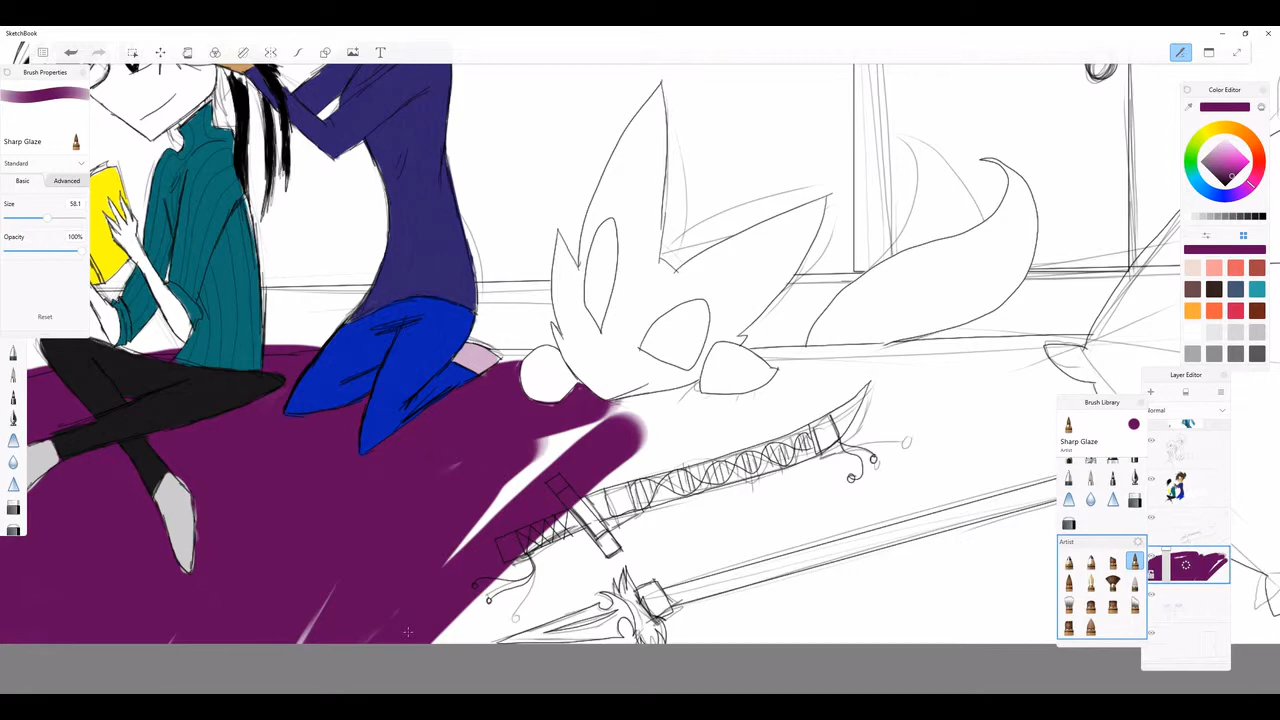 SketchBook
T
Brush Properties
Sharp Glaze
Standard
Basic
Advanced
Size
58.1
Opacity
100%
Reset
Color Editor
Layer Editor
Normal
Brush Library
Sharp Glaze
Artist
Artist